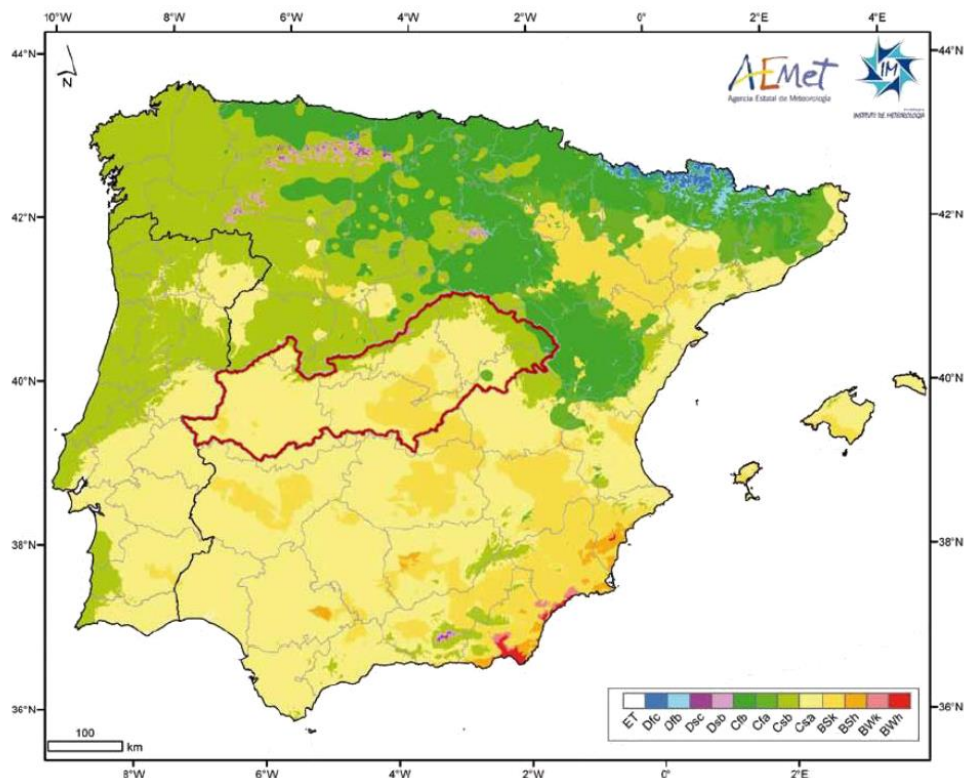 10°W 8°W 6°W 4°W 2°W 0° 2°E 4°E
44°N 44°N
N
AEMet
Agencia Estatal de Meteorología
IM
INSTITUTO DE METEOROLOGIA
42°N 42°N
40°N 40°N
38°N 38°N
36°N 36°N
ET Dfc Dfb Dsc Dsb Cfb Cfa Csb Csa BSk BSh BWk BWh
100
km
8°W 6°W 4°W 2°W 0° 2°E